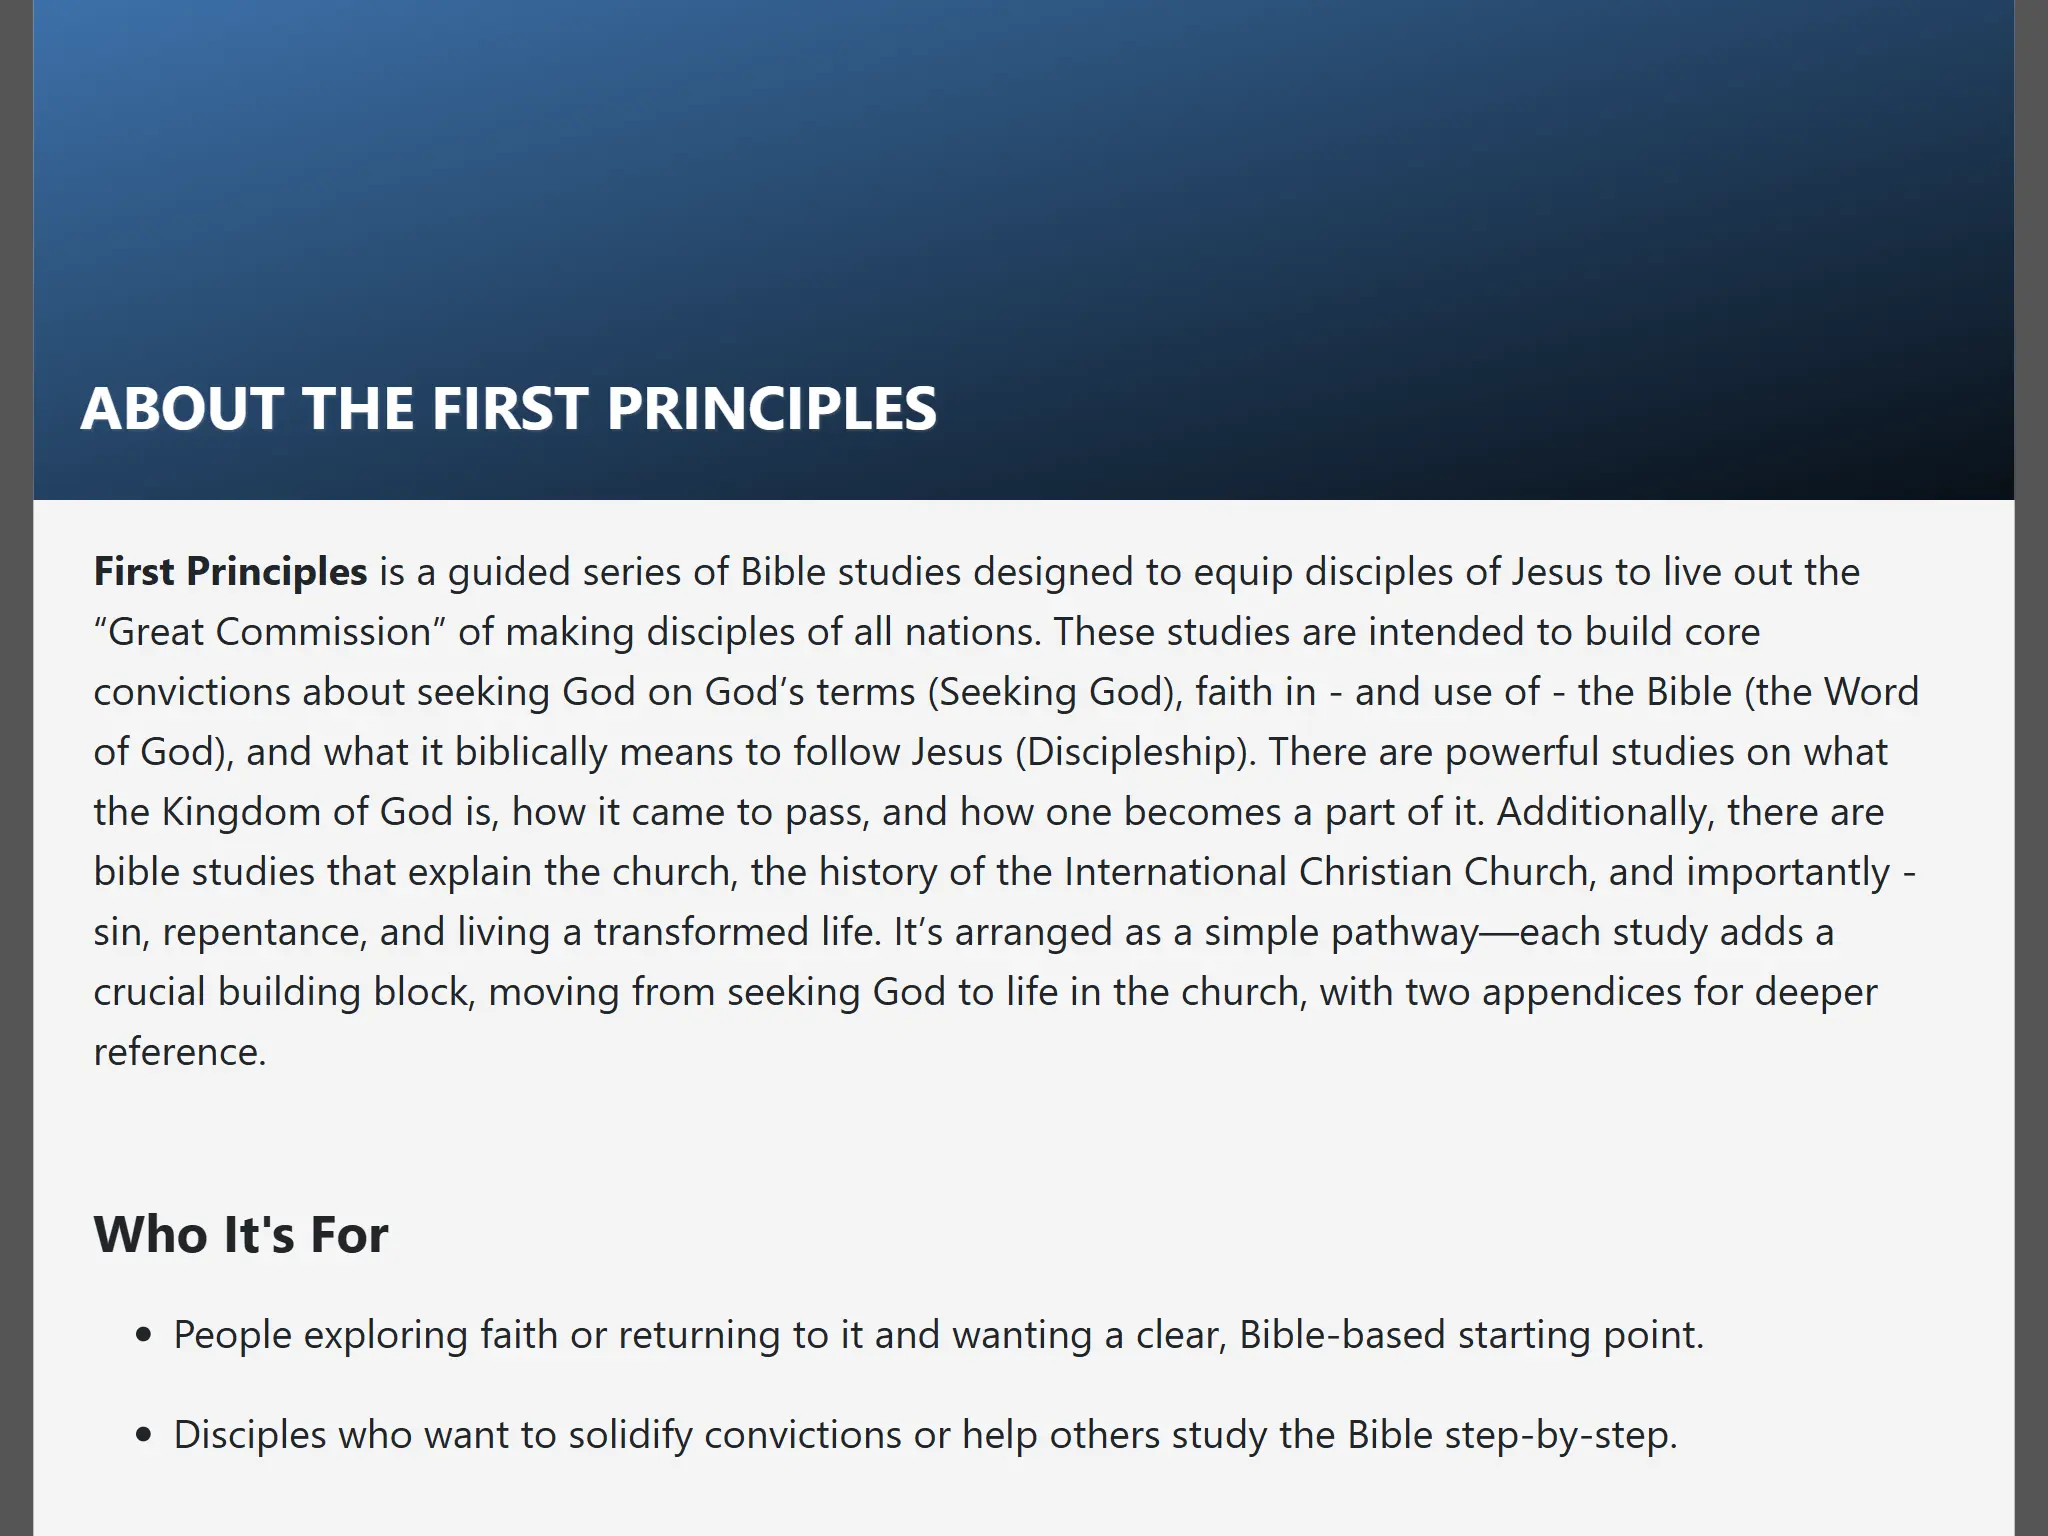 ABOUT THE FIRST PRINCIPLES
First Principles is a guided series of Bible studies designed to equip disciples of Jesus to live out the
“Great Commission” of making disciples of all nations. These studies are intended to build core
convictions about seeking God on God’s terms (Seeking God), faith in - and use of - the Bible (the Word
of God), and what it biblically means to follow Jesus (Discipleship). There are powerful studies on what
the Kingdom of God is, how it came to pass, and how one becomes a part of it. Additionally, there are
bible studies that explain the church, the history of the International Christian Church, and importantly -
sin, repentance, and living a transformed life. It’s arranged as a simple pathway—each study adds a
crucial building block, moving from seeking God to life in the church, with two appendices for deeper
reference.
Who It's For
• People exploring faith or returning to it and wanting a clear, Bible-based starting point.
• Disciples who want to solidify convictions or help others study the Bible step-by-step.